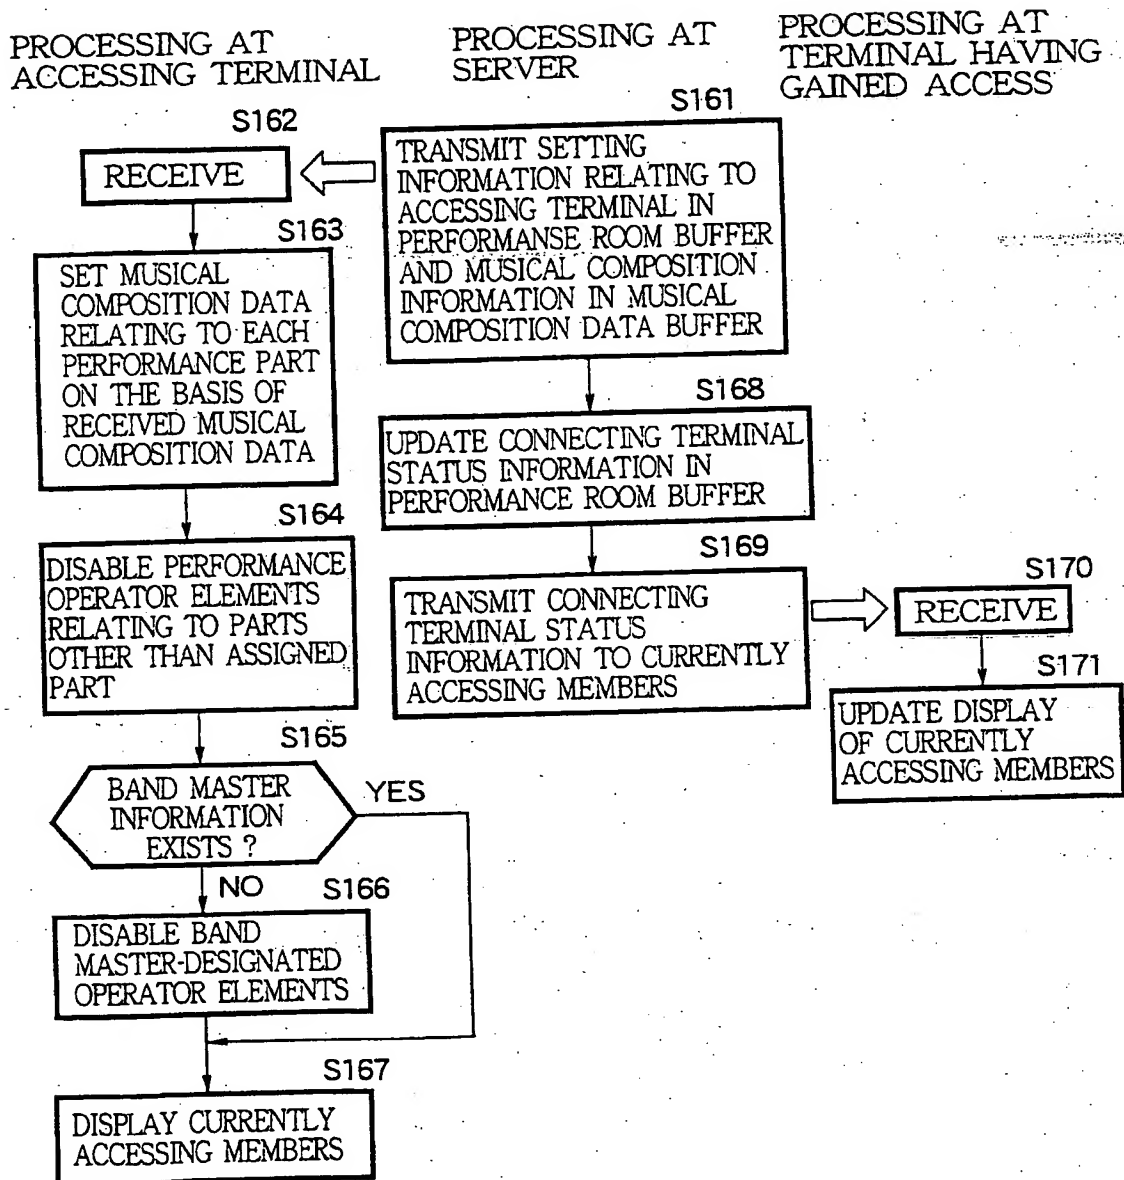 PROCESSING AT
ACCESSING TERMINAL
PROCESSING AT
SERVER
PROCESSING AT
TERMINAL HAVING
GAINED ACCESS
S162
RECEIVE
S163
SET MUSICAL
COMPOSITION DATA
RELATING TO EACH
PERFORMANCE PART
ON THE BASIS OF
RECEIVED MUSICAL
COMPOSITION DATA
S164
DISABLE PERFORMANCE
OPERATOR ELEMENTS
RELATING TO PARTS
OTHER THAN ASSIGNED
PART
S165
BAND MASTER
INFORMATION
EXISTS ?
YES
NO
S166
DISABLE BAND
MASTER-DESIGNATED
OPERATOR ELEMENTS
S167
DISPLAY CURRENTLY
ACCESSING MEMBERS
S161
TRANSMIT SETTING
INFORMATION RELATING TO
ACCESSING TERMINAL IN
PERFORMANSE ROOM BUFFER
AND MUSICAL COMPOSITION
INFORMATION IN MUSICAL
COMPOSITION DATA BUFFER
S168
UPDATE CONNECTING TERMINAL
STATUS INFORMATION IN
PERFORMANCE ROOM BUFFER
S169
TRANSMIT CONNECTING
TERMINAL STATUS
INFORMATION TO CURRENTLY
ACCESSING MEMBERS
S170
RECEIVE
S171
UPDATE DISPLAY
OF CURRENTLY
ACCESSING MEMBERS